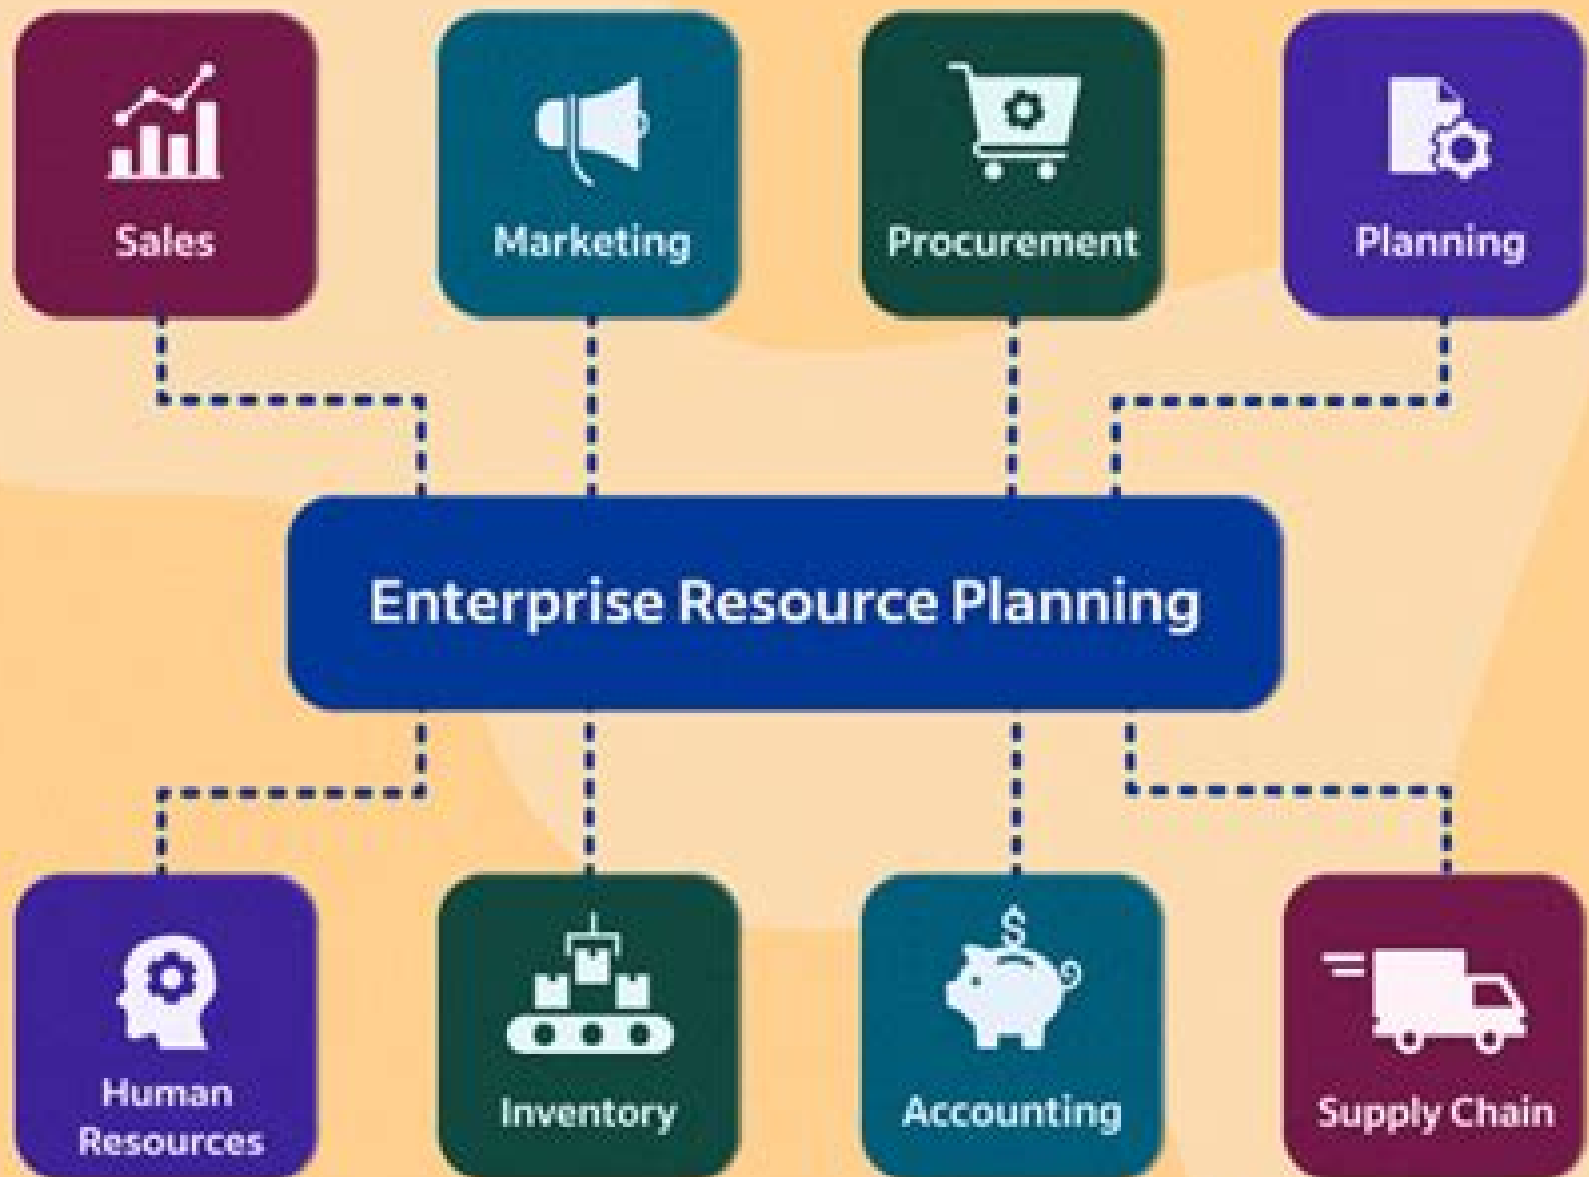 Sales
Marketing
Procurement
Planning
Enterprise Resource Planning
Human
Resources
Inventory
$
Accounting
Supply Chain